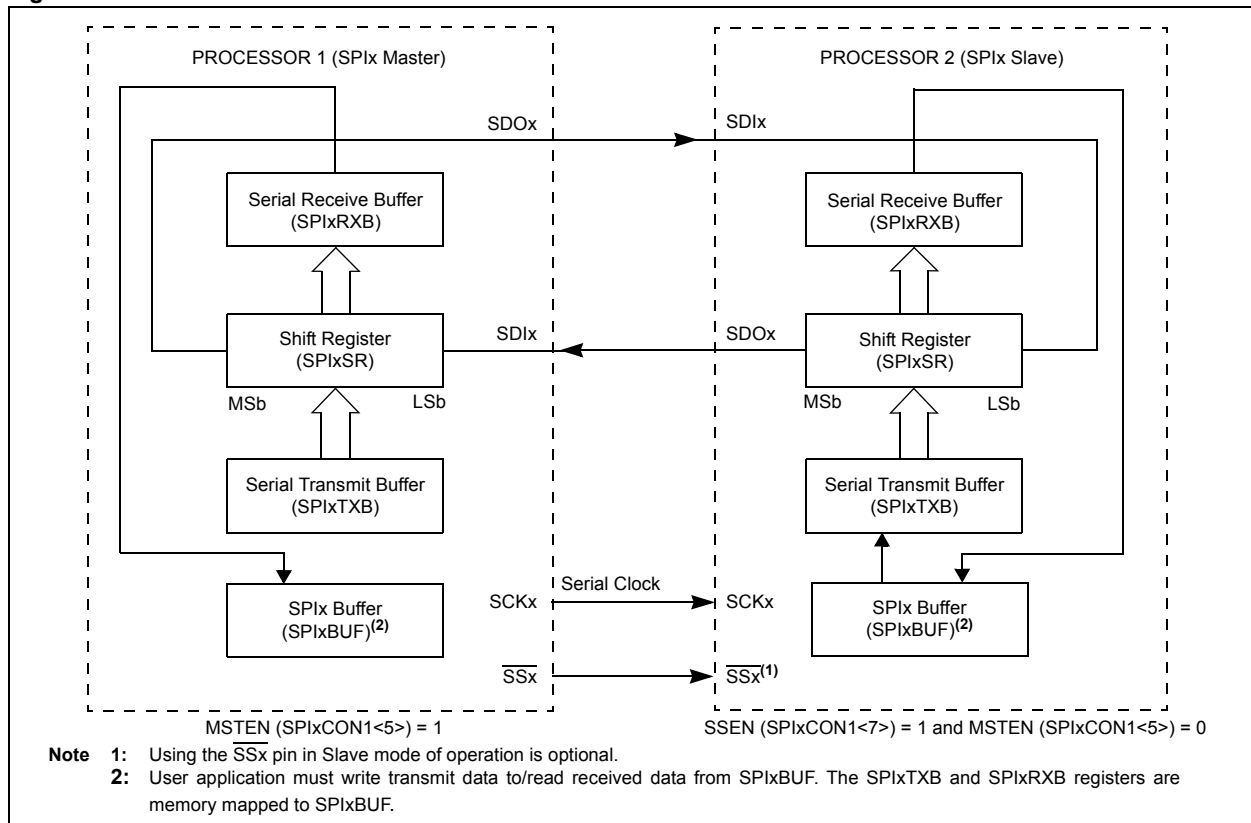 PROCESSOR 1 (SPIx Master)
PROCESSOR 2 (SPIx Slave)
SDOx
SDIx
Serial Receive Buffer
(SPIxRXB)
Serial Receive Buffer
(SPIxRXB)
Shift Register
(SPIxSR)
SDIx
SDOx
Shift Register
(SPIxSR)
MSb
LSb
MSb
LSb
Serial Transmit Buffer
(SPIxTXB)
Serial Transmit Buffer
(SPIxTXB)
SPIx Buffer
(SPIxBUF)(2)
Serial Clock
SCKx
SCKx
SPIx Buffer
(SPIxBUF)(2)
SSx
SSx(1)
MSTEN (SPIxCON1<5>) = 1
SSEN (SPIxCON1<7>) = 1 and MSTEN (SPIxCON1<5>) = 0
Note 1: Using the SSx pin in Slave mode of operation is optional.
2: User application must write transmit data to/read received data from SPIxBUF. The SPIxTXB and SPIxRXB registers are
memory mapped to SPIxBUF.